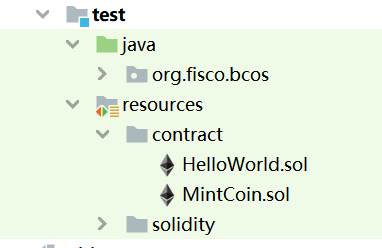 test
java
org.fisco.bcos
resources
contract
HelloWorld.sol
MintCoin.sol
solidity